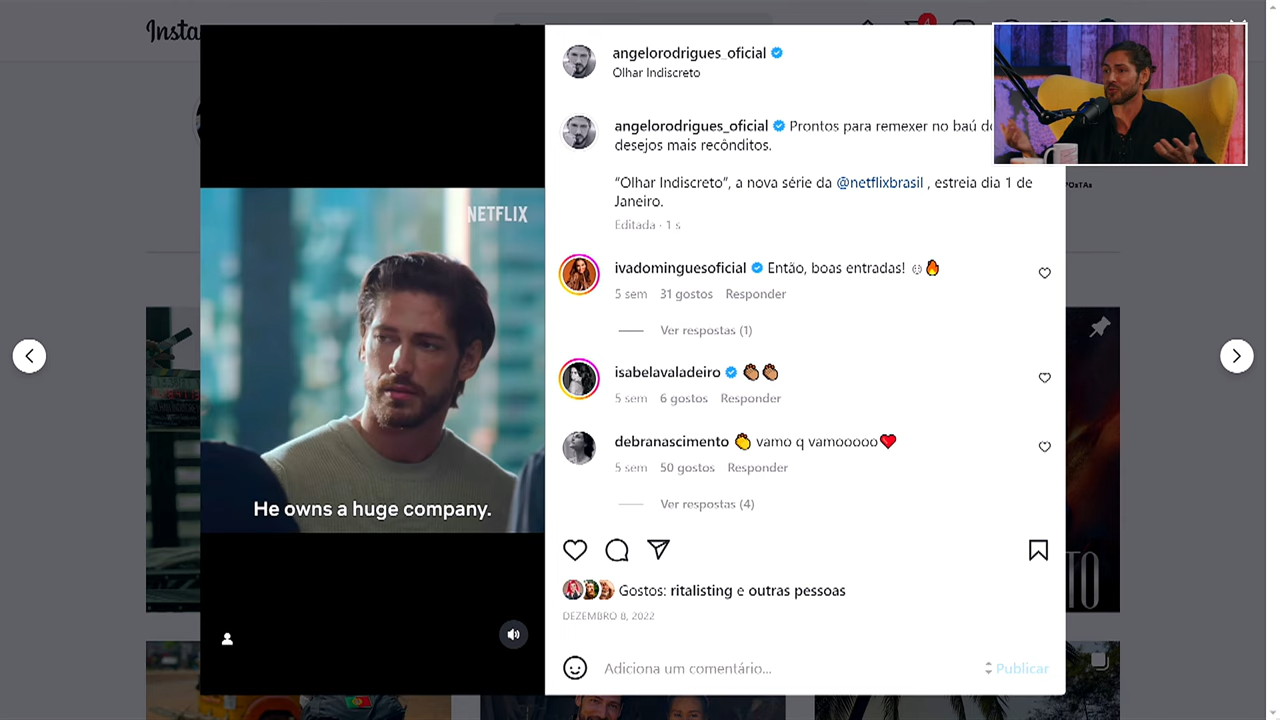 Insta
4
angelorodrigues_oficial
Olhar Indiscreto
angelorodrigues_oficial Prontos para remexer no baú d
desejos mais recônditos.
“Olhar Indiscreto”, a nova série da @netflixbrasil , estreia dia 1 de
Janeiro.
Editada · 1 s
NETFLIX
ivadominguesoficial Então, boas entradas! 🔥
5 sem 31 gostos Responder
Ver respostas (1)
isabelavaladeiro 👏🏽👏🏽
5 sem 6 gostos Responder
debranascimento 👏 vamo q vamooooo❤️
5 sem 50 gostos Responder
He owns a huge company.
Ver respostas (4)
Gostos: ritalisting e outras pessoas
DEZEMBRO 8, 2022
Adiciona um comentário...
Publicar